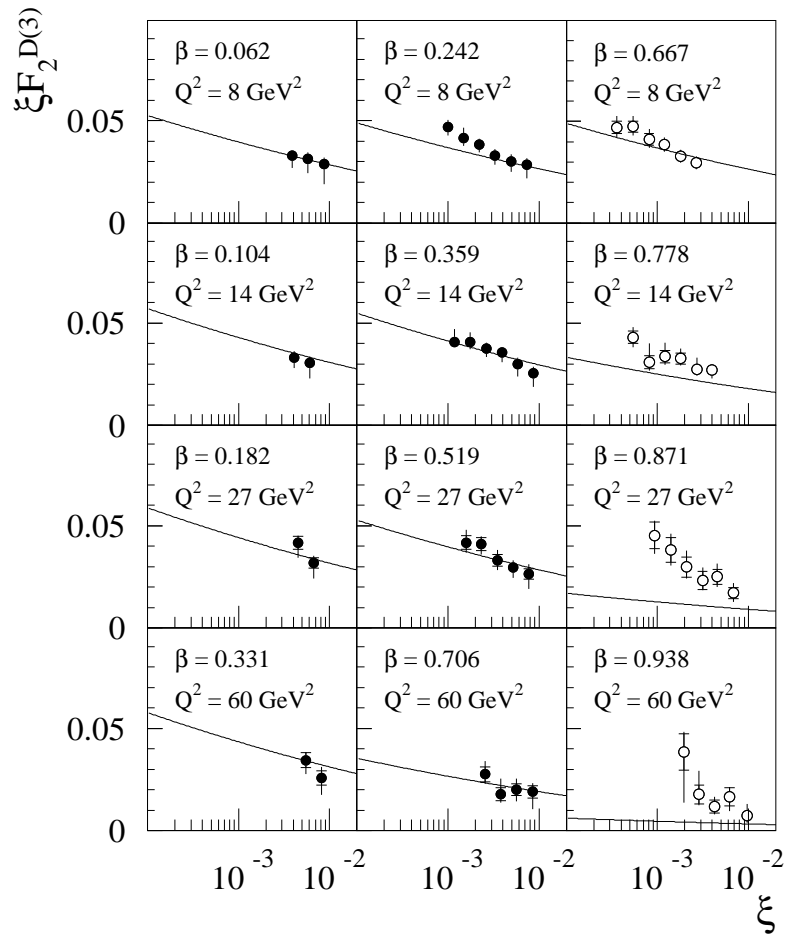 ξF₂ᴰ⁽³⁾
β = 0.062
Q² = 8 GeV²
β = 0.242
Q² = 8 GeV²
β = 0.667
Q² = 8 GeV²
0.05
0
β = 0.104
Q² = 14 GeV²
β = 0.359
Q² = 14 GeV²
β = 0.778
Q² = 14 GeV²
0.05
0
β = 0.182
Q² = 27 GeV²
β = 0.519
Q² = 27 GeV²
β = 0.871
Q² = 27 GeV²
0.05
0
β = 0.331
Q² = 60 GeV²
β = 0.706
Q² = 60 GeV²
β = 0.938
Q² = 60 GeV²
0.05
0
10⁻³ 10⁻² 10⁻³ 10⁻² 10⁻³ 10⁻²
ξ